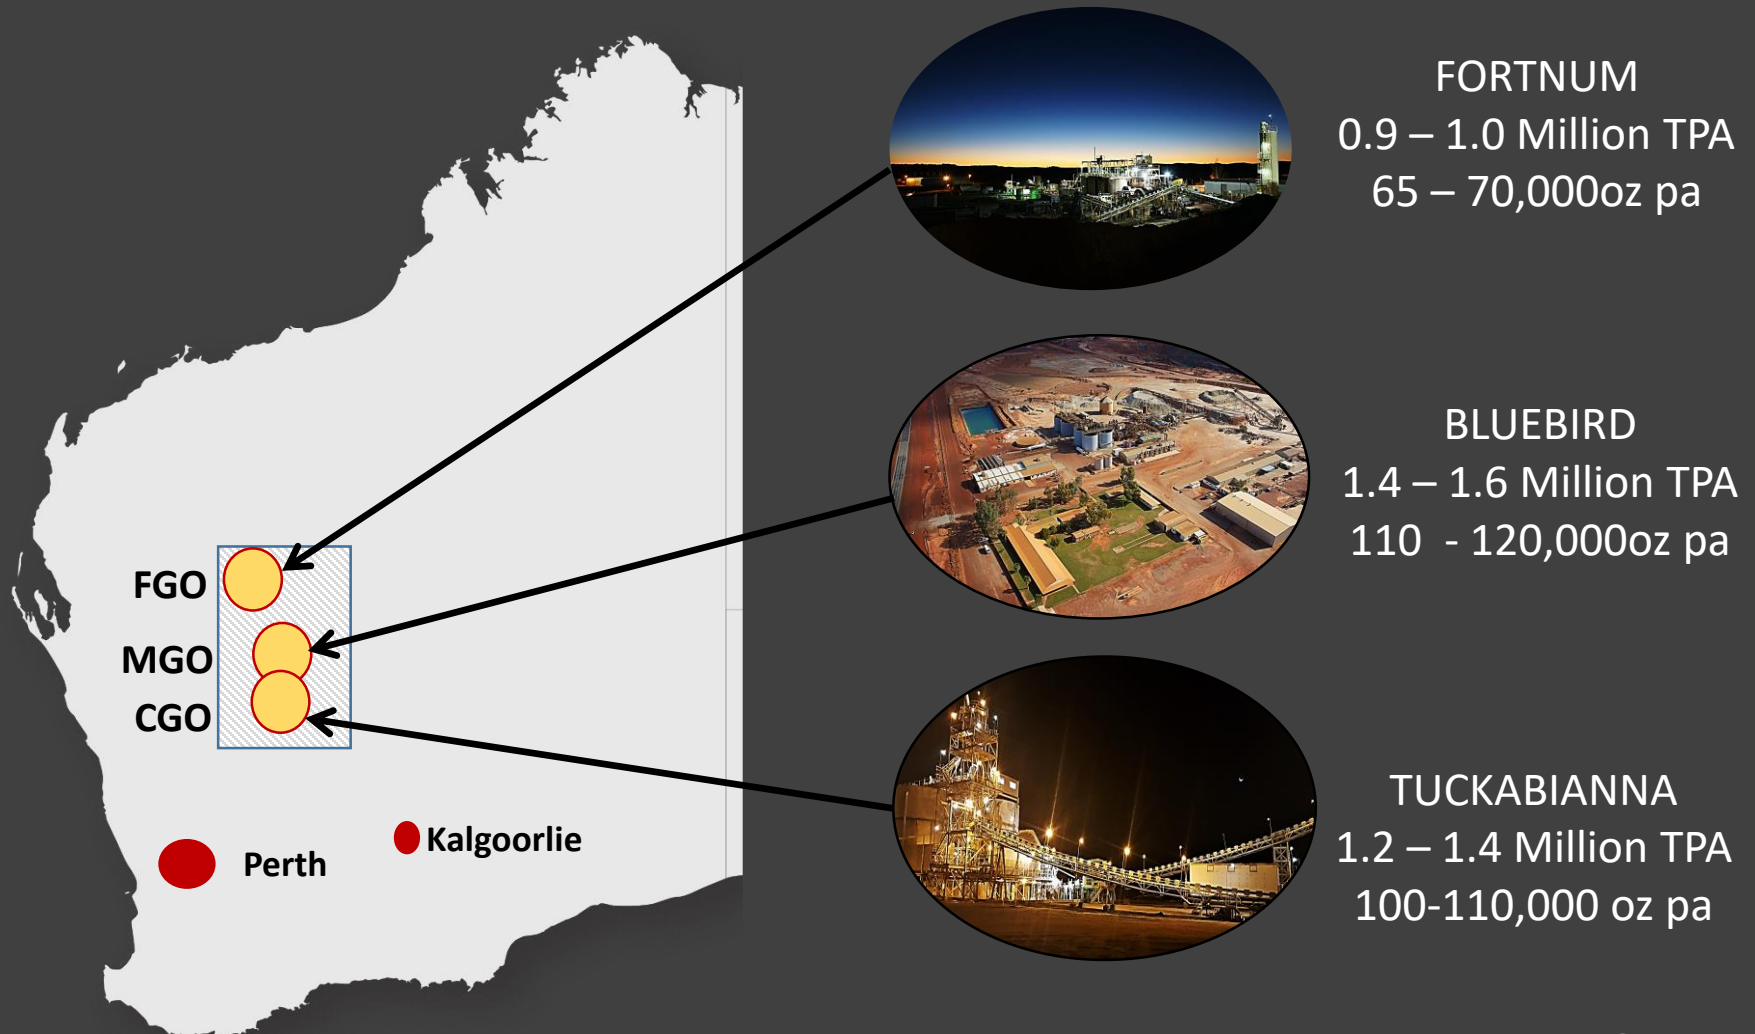 FORTNUM
0.9 – 1.0 Million TPA
65 – 70,000oz pa
BLUEBIRD
1.4 – 1.6 Million TPA
110  - 120,000oz pa
FGO
MGO
CGO
TUCKABIANNA
1.2 – 1.4 Million TPA
100-110,000 oz pa
Kalgoorlie
Perth